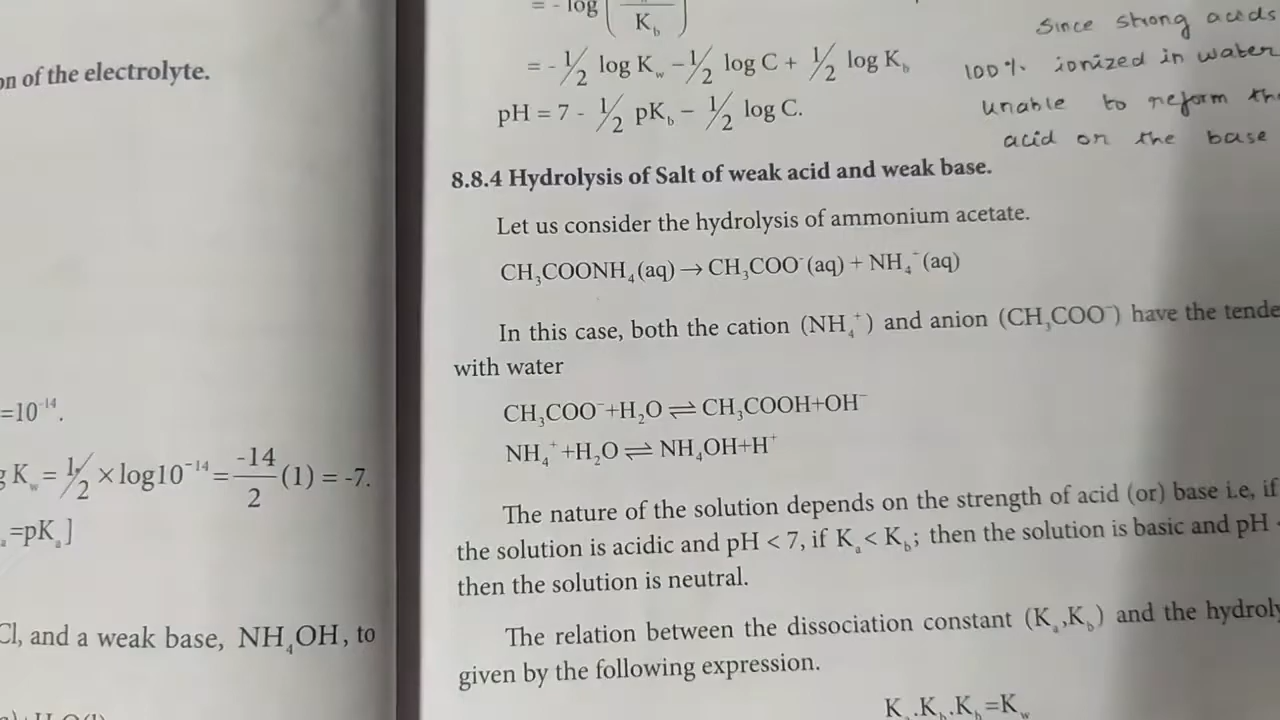 on of the electrolyte.
=10⁻¹⁴.
K_w = 1/2 × log10⁻¹⁴ = -14/2 (1) = -7.
=pK_a]
Cl, and a weak base, NH₄OH, to
= - log ( / K_b )
= - 1/2 log K_w - 1/2 log C + 1/2 log K_b
pH = 7 - 1/2 pK_b - 1/2 log C.
Since strong acids
100% ionized in water
unable to reform the
acid on the base
8.8.4 Hydrolysis of Salt of weak acid and weak base.
Let us consider the hydrolysis of ammonium acetate.
CH₃COONH₄(aq) → CH₃COO⁻(aq) + NH₄⁻(aq)
In this case, both the cation (NH₄⁺) and anion (CH₃COO⁻) have the tende
with water
CH₃COO⁻+H₂O ⇌ CH₃COOH+OH⁻
NH₄⁺+H₂O ⇌ NH₄OH+H⁺
The nature of the solution depends on the strength of acid (or) base i.e, if
the solution is acidic and pH < 7, if K_a < K_b; then the solution is basic and pH
then the solution is neutral.
The relation between the dissociation constant (K_a,K_b) and the hydroly
given by the following expression.
K_a.K_b.K_h=K_w